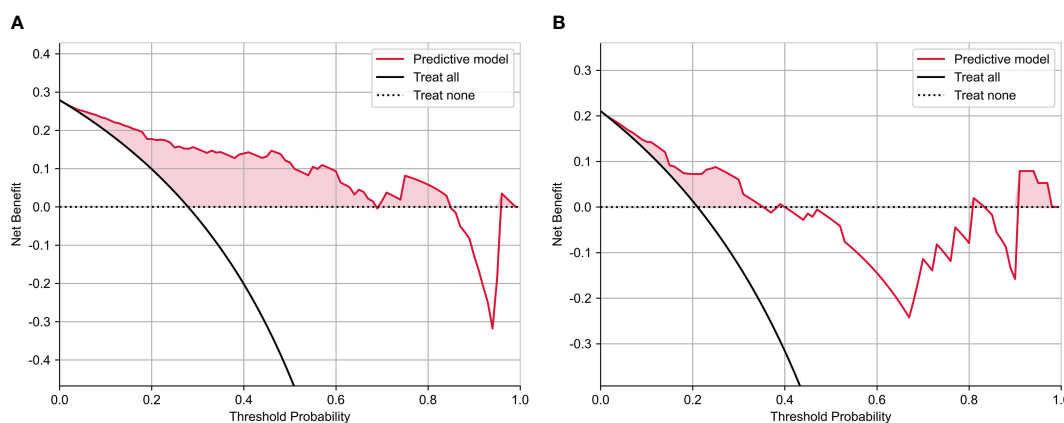 A
0.4
0.3
0.2
0.1
0.0
-0.1
-0.2
-0.3
-0.4
Net Benefit
0.0 0.2 0.4 0.6 0.8 1.0
Threshold Probability
Predictive model
Treat all
Treat none
B
0.3
0.2
0.1
0.0
-0.1
-0.2
-0.3
Net Benefit
0.0 0.2 0.4 0.6 0.8 1.0
Threshold Probability
Predictive model
Treat all
Treat none